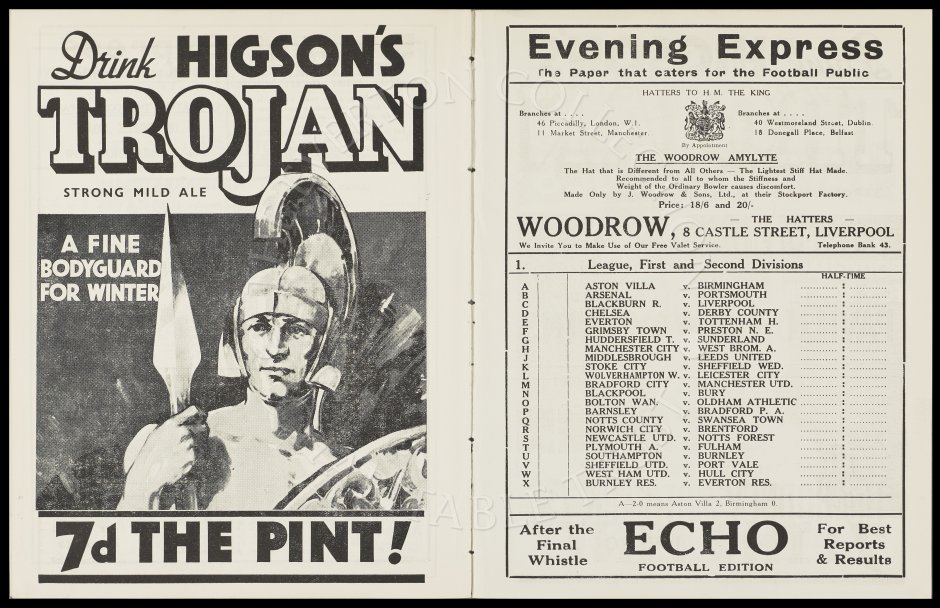 Drink HIGSON'S
TROJAN
STRONG MILD ALE
A FINE
BODYGUARD
FOR WINTER
7d THE PINT!
Evening Express
The Paper that caters for the Football Public
HATTERS TO H.M. THE KING
Branches at . . . .
46 Piccadilly, London, W.1.
11 Market Street, Manchester
By Appointment
Branches at . . . .
40 Westmoreland Street, Dublin.
18 Donegall Place, Belfast
THE WOODROW AMYLYTE
The Hat that is Different from All Others — The Lightest Stiff Hat Made.
Recommended to all to whom the Stiffness and
Weight of the Ordinary Bowler causes discomfort.
Made Only by J. Woodrow & Sons, Ltd., at their Stockport Factory.
Price: 18/6 and 20/-
WOODROW, — THE HATTERS —
8 CASTLE STREET, LIVERPOOL
We Invite You to Make Use of Our Free Valet Service. Telephone Bank 43.
1. League, First and Second Divisions
HALF-TIME
A ASTON VILLA v. BIRMINGHAM .......... : ..........
B ARSENAL v. PORTSMOUTH .......... : ..........
C BLACKBURN R. v. LIVERPOOL .......... : ..........
D CHELSEA v. DERBY COUNTY .......... : ..........
E EVERTON v. TOTTENHAM H. .......... : ..........
F GRIMSBY TOWN v. PRESTON N. E. .......... : ..........
G HUDDERSFIELD T. v. SUNDERLAND .......... : ..........
H MANCHESTER CITY v. WEST BROM. A. .......... : ..........
J MIDDLESBROUGH v. LEEDS UNITED .......... : ..........
K STOKE CITY v. SHEFFIELD WED. .......... : ..........
L WOLVERHAMPTON W. v. LEICESTER CITY .......... : ..........
M BRADFORD CITY v. MANCHESTER UTD. .......... : ..........
N BLACKPOOL v. BURY .......... : ..........
O BOLTON WAN. v. OLDHAM ATHLETIC .......... : ..........
P BARNSLEY v. BRADFORD P. A. .......... : ..........
Q NOTTS COUNTY v. SWANSEA TOWN .......... : ..........
R NORWICH CITY v. BRENTFORD .......... : ..........
S NEWCASTLE UTD. v. NOTTS FOREST .......... : ..........
T PLYMOUTH A. v. FULHAM .......... : ..........
U SOUTHAMPTON v. BURNLEY .......... : ..........
V SHEFFIELD UTD. v. PORT VALE .......... : ..........
W WEST HAM UTD. v. HULL CITY .......... : ..........
X BURNLEY RES. v. EVERTON RES. .......... : ..........
A—2-0 means Aston Villa 2, Birmingham 0.
After the
Final
Whistle
ECHO
FOOTBALL EDITION
For Best
Reports
& Results